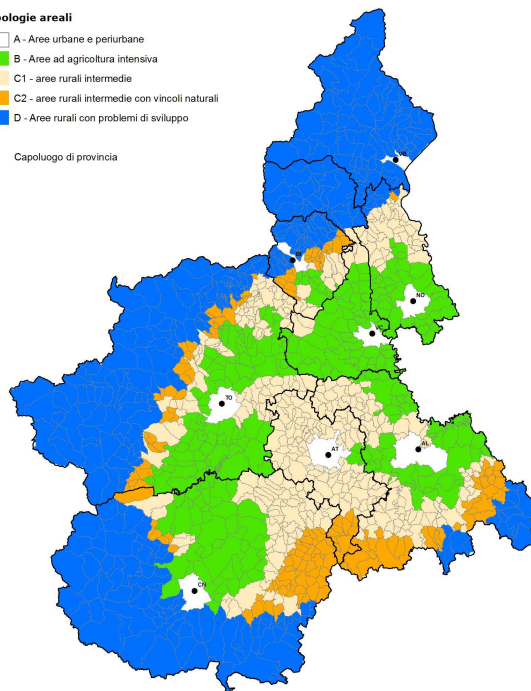 ologie areali
A - Aree urbane e periurbane
B - Aree ad agricoltura intensiva
C1 - aree rurali intermedie
C2 - aree rurali intermedie con vincoli naturali
D - Aree rurali con problemi di sviluppo
Capoluogo di provincia
VB
NO
TO
AT
AL
CN